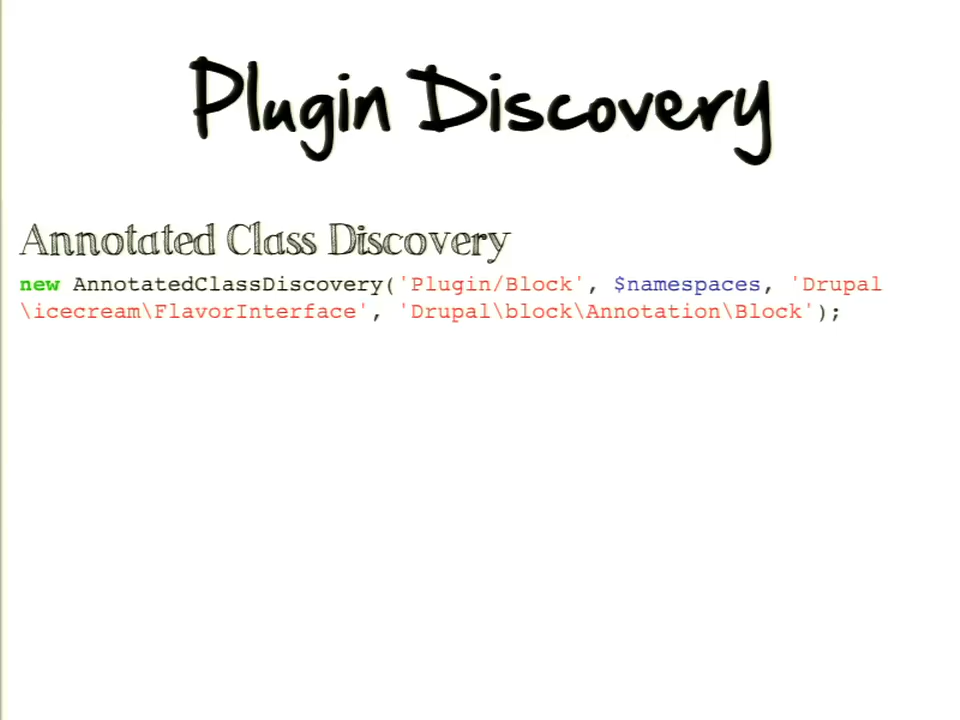 Plugin Discovery
Annotated Class Discovery
new AnnotatedClassDiscovery('Plugin/Block', $namespaces, 'Drupal
\icecream\FlavorInterface', 'Drupal\block\Annotation\Block');